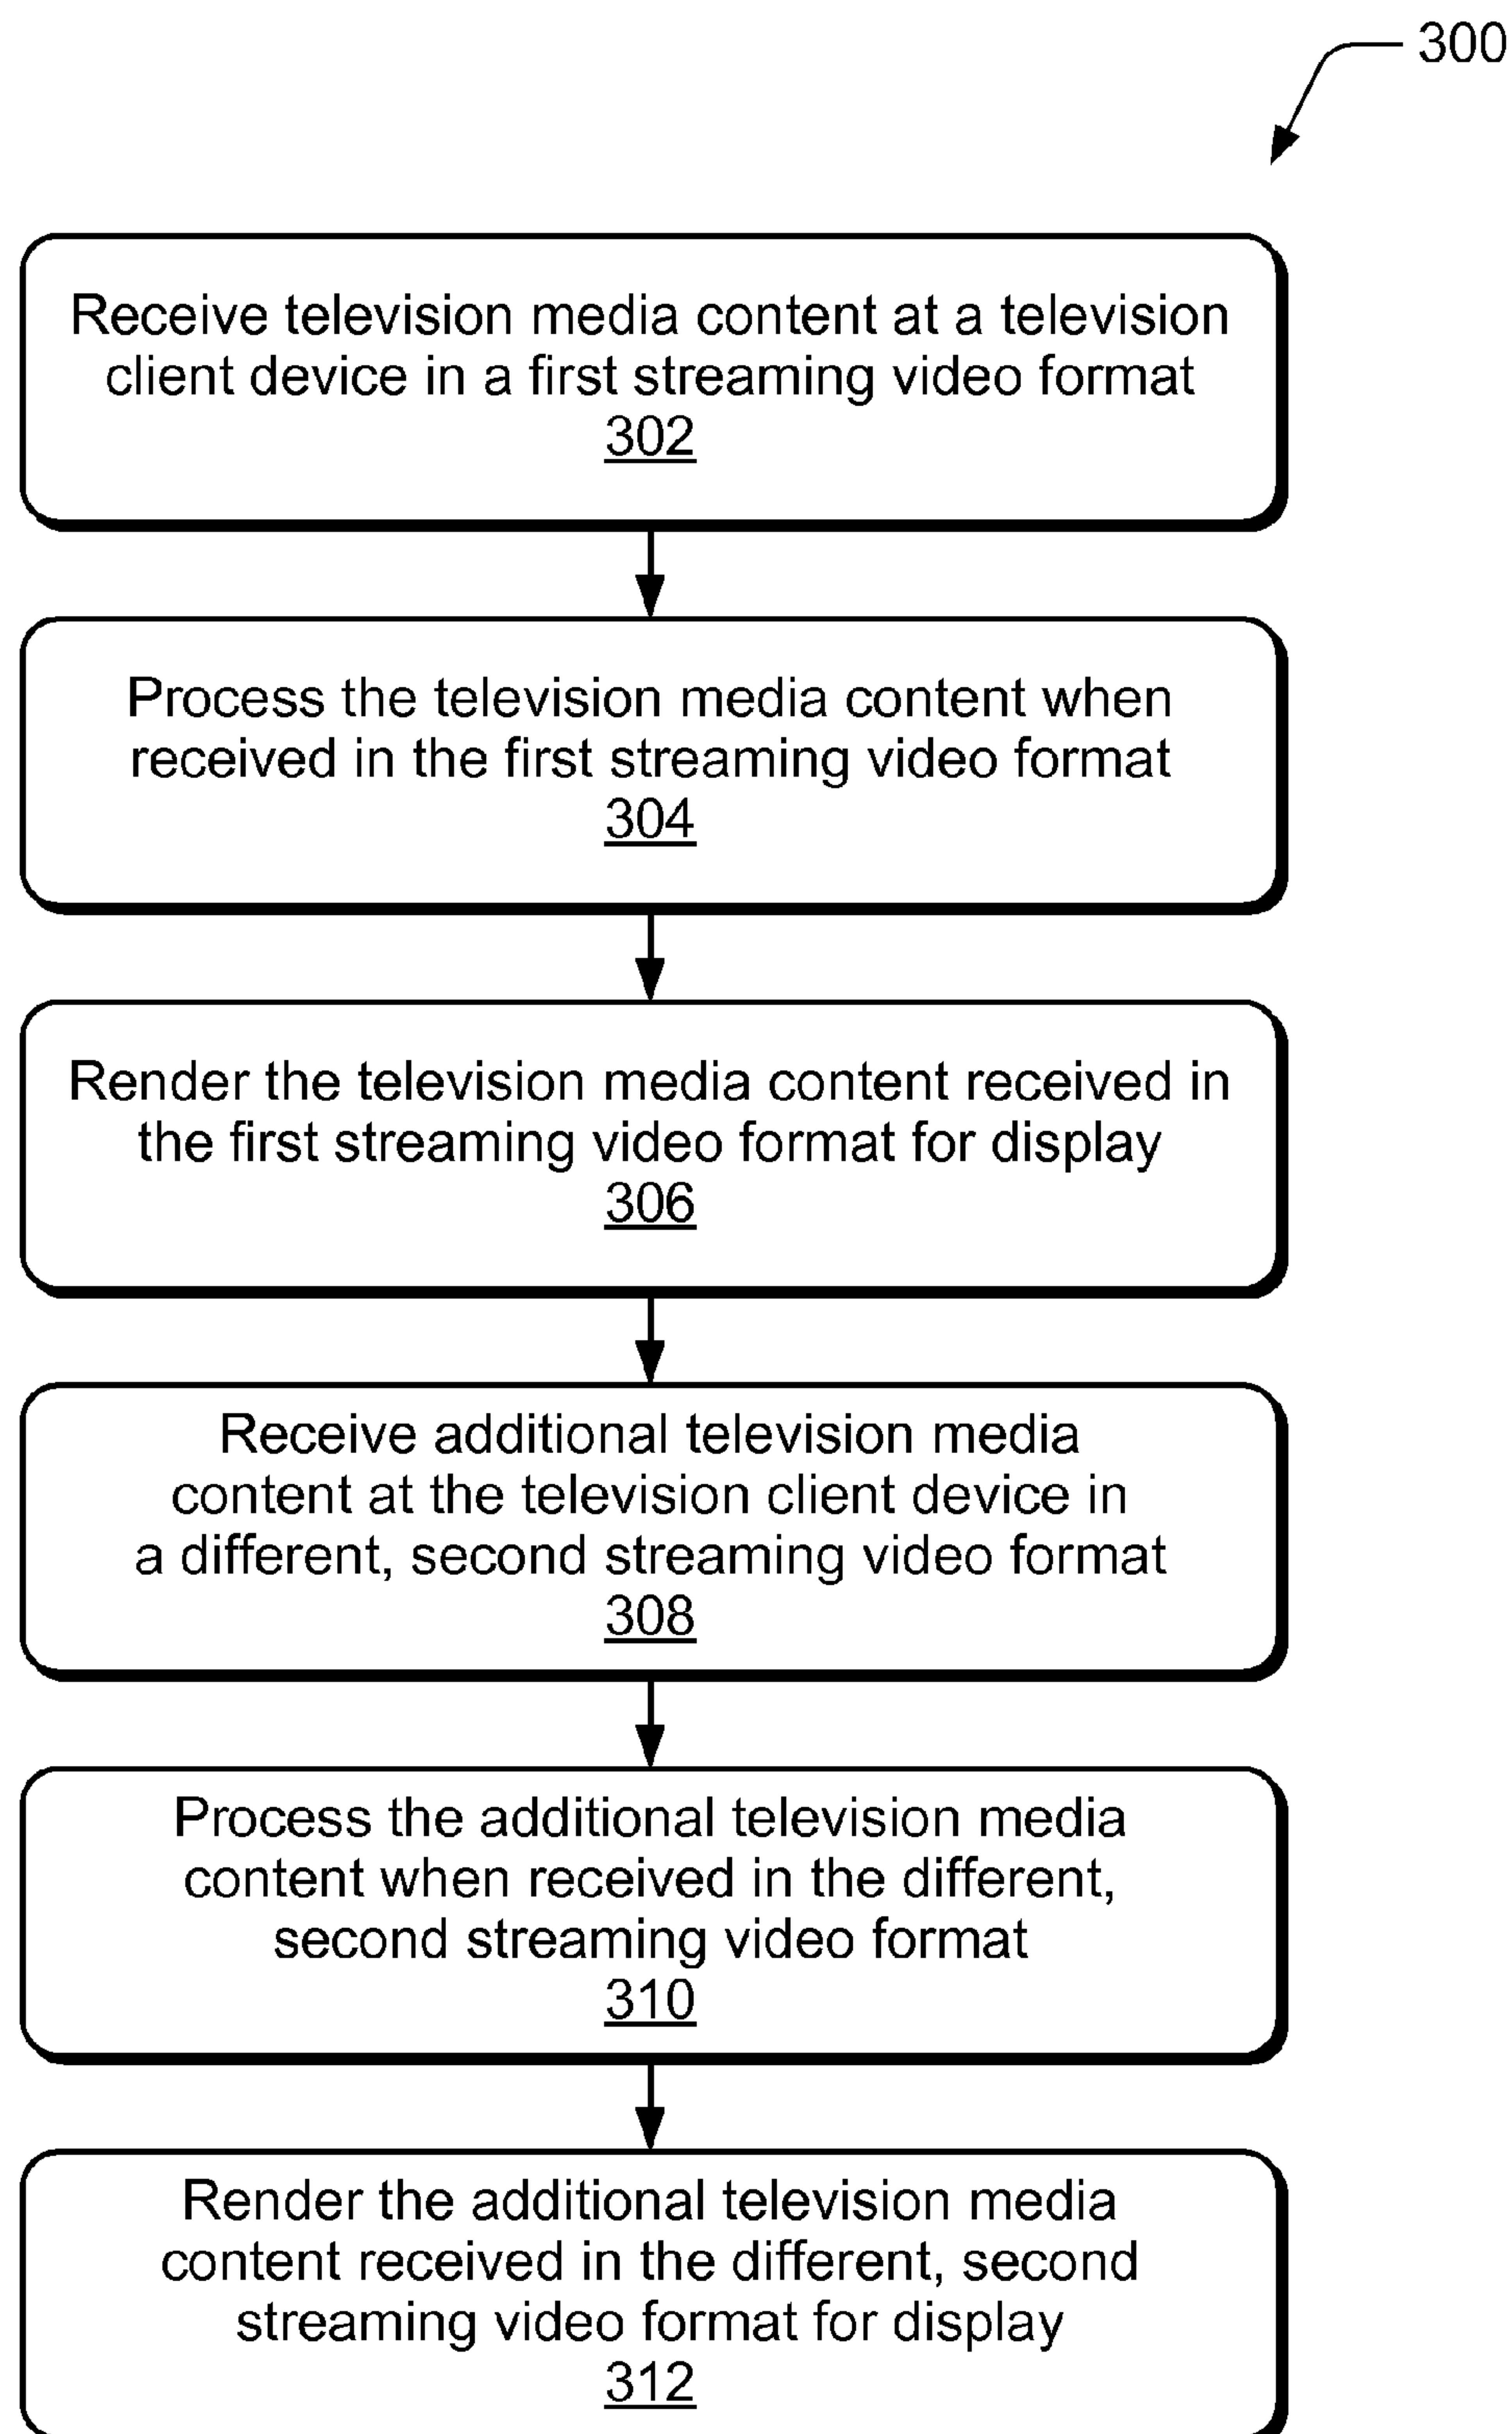 300
Receive television media content at a television
client device in a first streaming video format
302
Process the television media content when
received in the first streaming video format
304
Render the television media content received in
the first streaming video format for display
306
Receive additional television media
content at the television client device in
a different, second streaming video format
308
Process the additional television media
content when received in the different,
second streaming video format
310
Render the additional television media
content received in the different, second
streaming video format for display
312